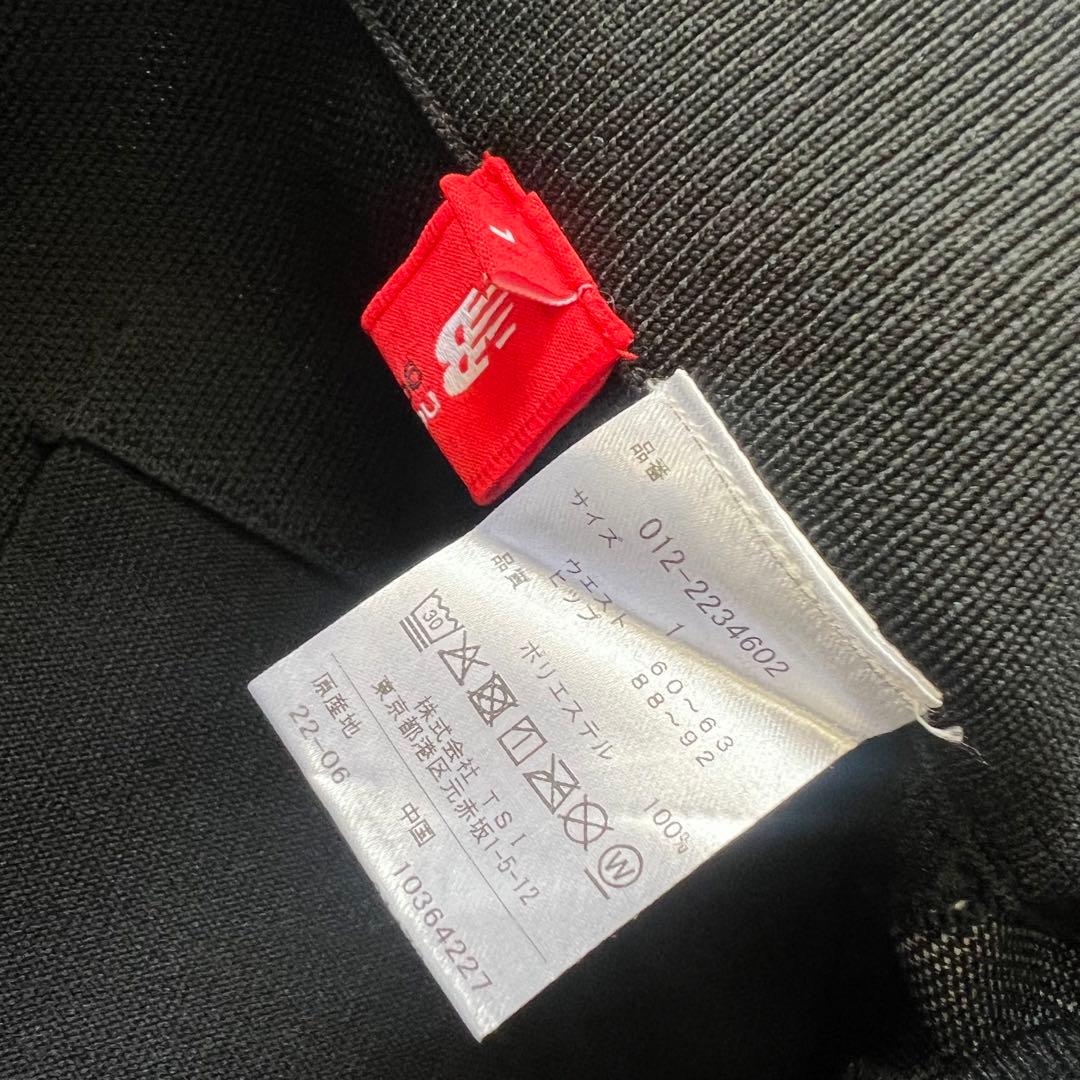 1
品番
012-2234602
サイズ 1
ウエスト 60~63
ヒップ 88~92
品質
ポリエステル 100%
30
W
株式会社 TSI
東京都港区元赤坂1-5-12
原産地 中国
22-06 10364227